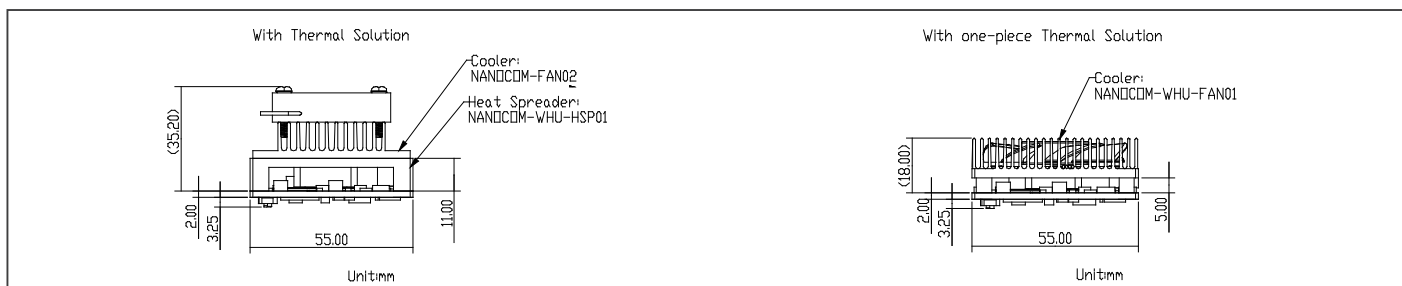 With Thermal Solution
Cooler:
NANOCOM-FAN02
Heat Spreader:
NANOCOM-WHU-HSP01
(35.20)
2.00
3.25
11.00
55.00
Unit:mm
With one-piece Thermal Solution
Cooler:
NANOCOM-WHU-FAN01
(18.00)
2.00
3.25
5.00
55.00
Unit:mm